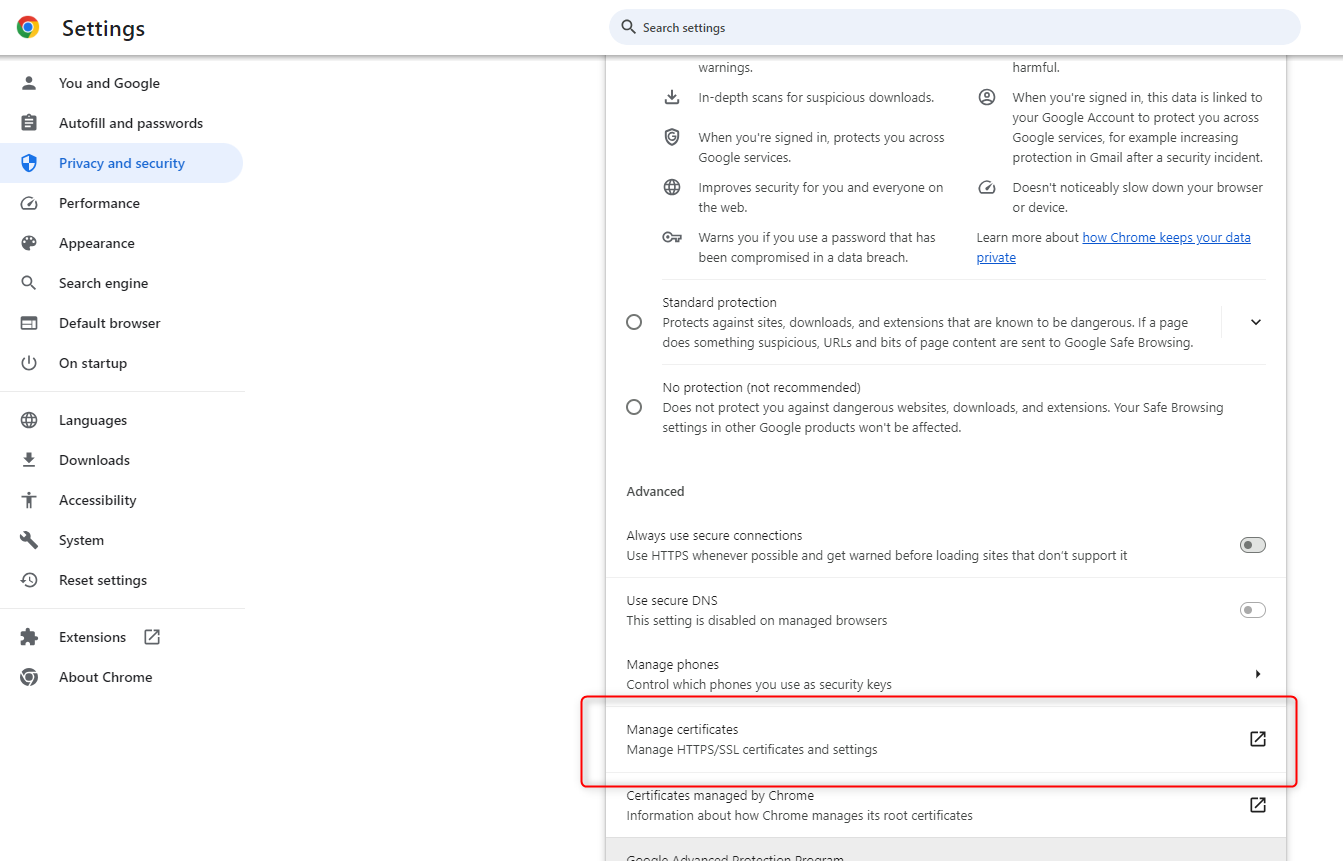 Settings
Search settings
You and Google
Autofill and passwords
Privacy and security
Performance
Appearance
Search engine
Default browser
On startup
Languages
Downloads
Accessibility
System
Reset settings
Extensions
About Chrome
warnings.
In-depth scans for suspicious downloads.
When you're signed in, protects you across
Google services.
Improves security for you and everyone on
the web.
Warns you if you use a password that has
been compromised in a data breach.
harmful.
When you're signed in, this data is linked to
your Google Account to protect you across
Google services, for example increasing
protection in Gmail after a security incident.
Doesn't noticeably slow down your browser
or device.
Learn more about how Chrome keeps your data
private
Standard protection
Protects against sites, downloads, and extensions that are known to be dangerous. If a page
does something suspicious, URLs and bits of page content are sent to Google Safe Browsing.
No protection (not recommended)
Does not protect you against dangerous websites, downloads, and extensions. Your Safe Browsing
settings in other Google products won't be affected.
Advanced
Always use secure connections
Use HTTPS whenever possible and get warned before loading sites that don’t support it
Use secure DNS
This setting is disabled on managed browsers
Manage phones
Control which phones you use as security keys
Manage certificates
Manage HTTPS/SSL certificates and settings
Certificates managed by Chrome
Information about how Chrome manages its root certificates
Google Advanced Protection Program